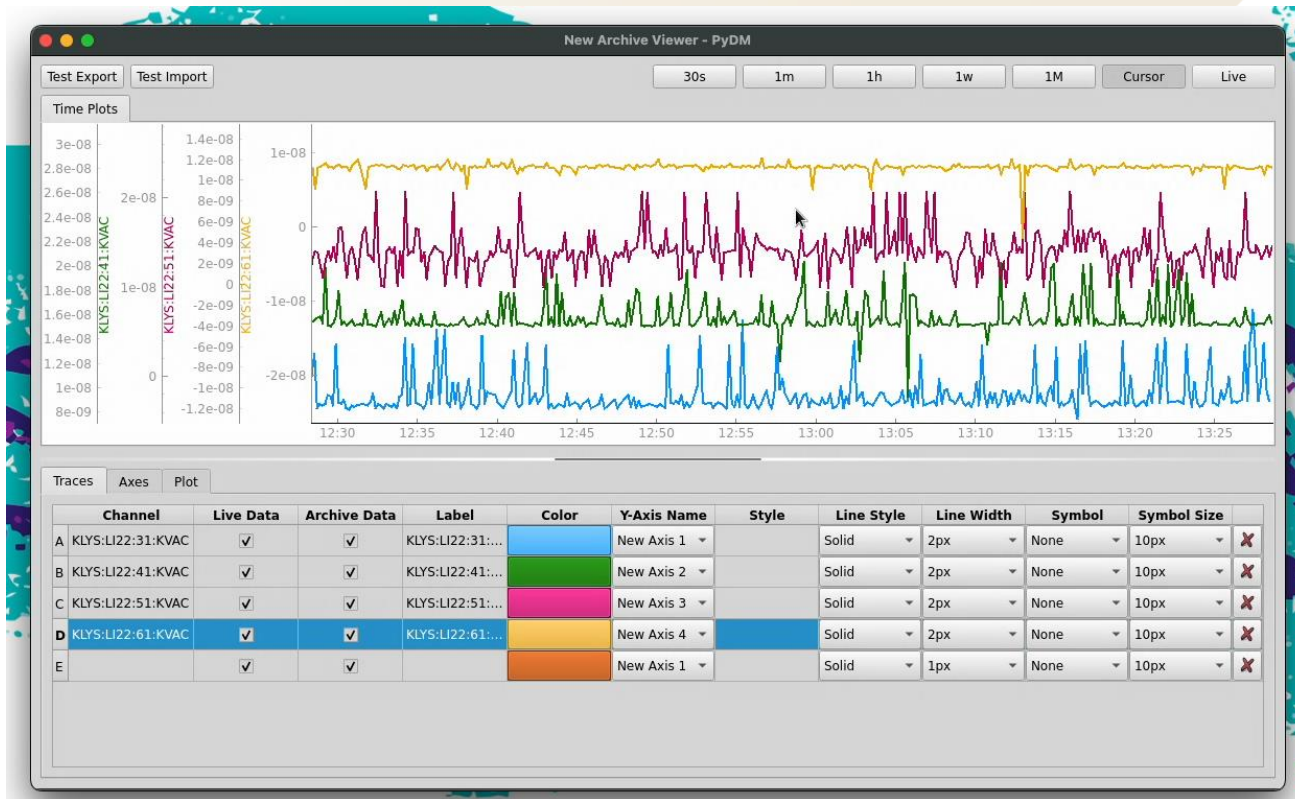 New Archive Viewer - PyDM
Test Export Test Import 30s 1m 1h 1w 1M Cursor Live
Time Plots
3e-08
2.8e-08
2.6e-08
2.4e-08
2.2e-08
2e-08
1.8e-08
1.6e-08
1.4e-08
1.2e-08
1e-08
8e-09
KLYS:LI22:41:KVAC
2e-08
1e-08
0
KLYS:LI22:51:KVAC
1.4e-08
1.2e-08
1e-08
8e-09
6e-09
4e-09
2e-09
0
-2e-09
-4e-09
-6e-09
-8e-09
-1e-08
-1.2e-08
KLYS:LI22:61:KVAC
1e-08
0
-1e-08
-2e-08
12:30 12:35 12:40 12:45 12:50 12:55 13:00 13:05 13:10 13:15 13:20 13:25
Traces Axes Plot
Channel Live Data Archive Data Label Color Y-Axis Name Style Line Style Line Width Symbol Symbol Size
A KLYS:LI22:31:KVAC KLYS:LI22:31:... New Axis 1 Solid 2px None 10px
B KLYS:LI22:41:KVAC KLYS:LI22:41:... New Axis 2 Solid 2px None 10px
C KLYS:LI22:51:KVAC KLYS:LI22:51:... New Axis 3 Solid 2px None 10px
D KLYS:LI22:61:KVAC KLYS:LI22:61:... New Axis 4 Solid 2px None 10px
E New Axis 1 Solid 1px None 10px